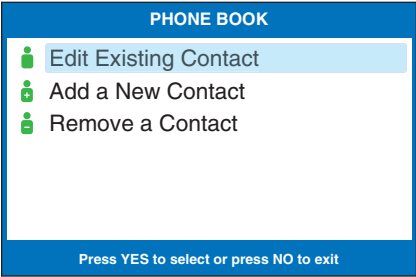 PHONE BOOK
Edit Existing Contact
Add a New Contact
Remove a Contact
Press YES to select or press NO to exit